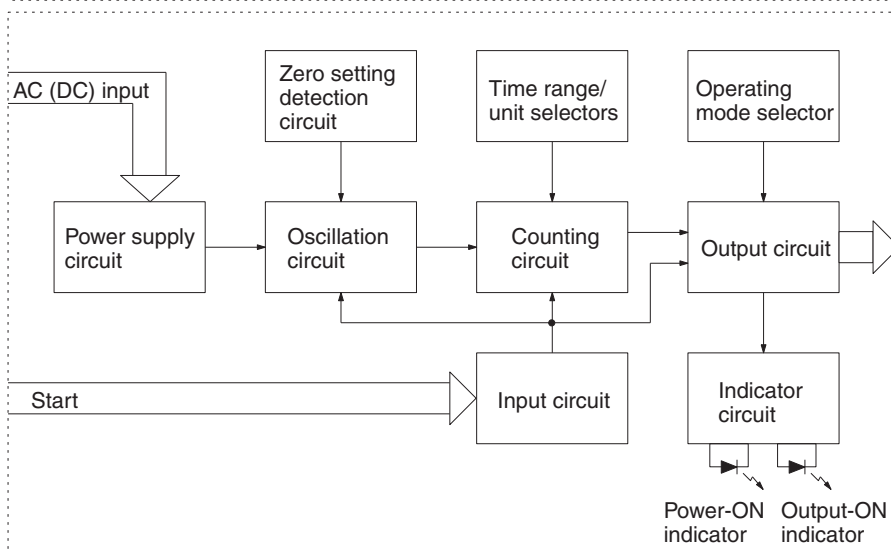 AC (DC) input
Zero setting
detection
circuit
Time range/
unit selectors
Operating
mode selector
Power supply
circuit
Oscillation
circuit
Counting
circuit
Output circuit
Start
Input circuit
Indicator
circuit
Power-ON
indicator
Output-ON
indicator